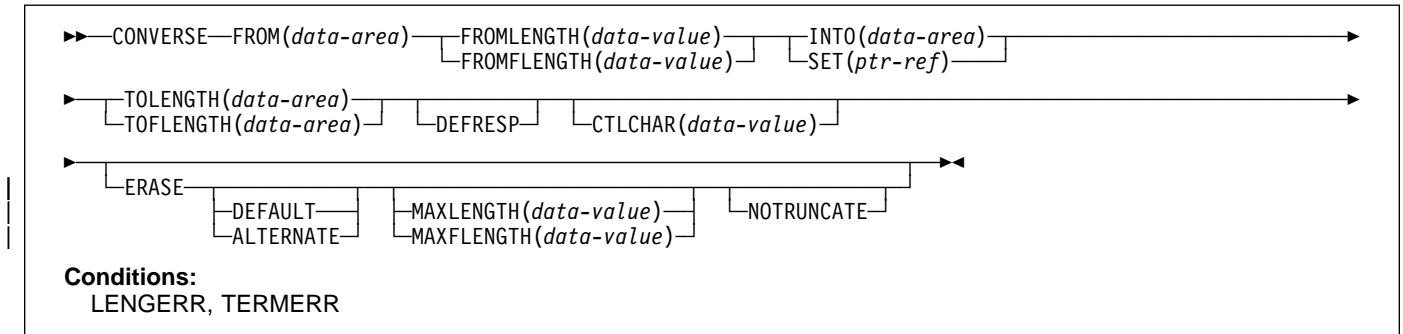 CONVERSE FROM(data-area) FROMLENGTH(data-value) INTO(data-area)
FROMFLENGTH(data-value) SET(ptr-ref)
TOLENGTH(data-area)
TOFLENGTH(data-area) DEFRESP CTLCHAR(data-value)
ERASE
DEFAULT MAXLENGTH(data-value) NOTRUNCATE
ALTERNATE MAXFLENGTH(data-value)
Conditions:
LENGERR, TERMERR